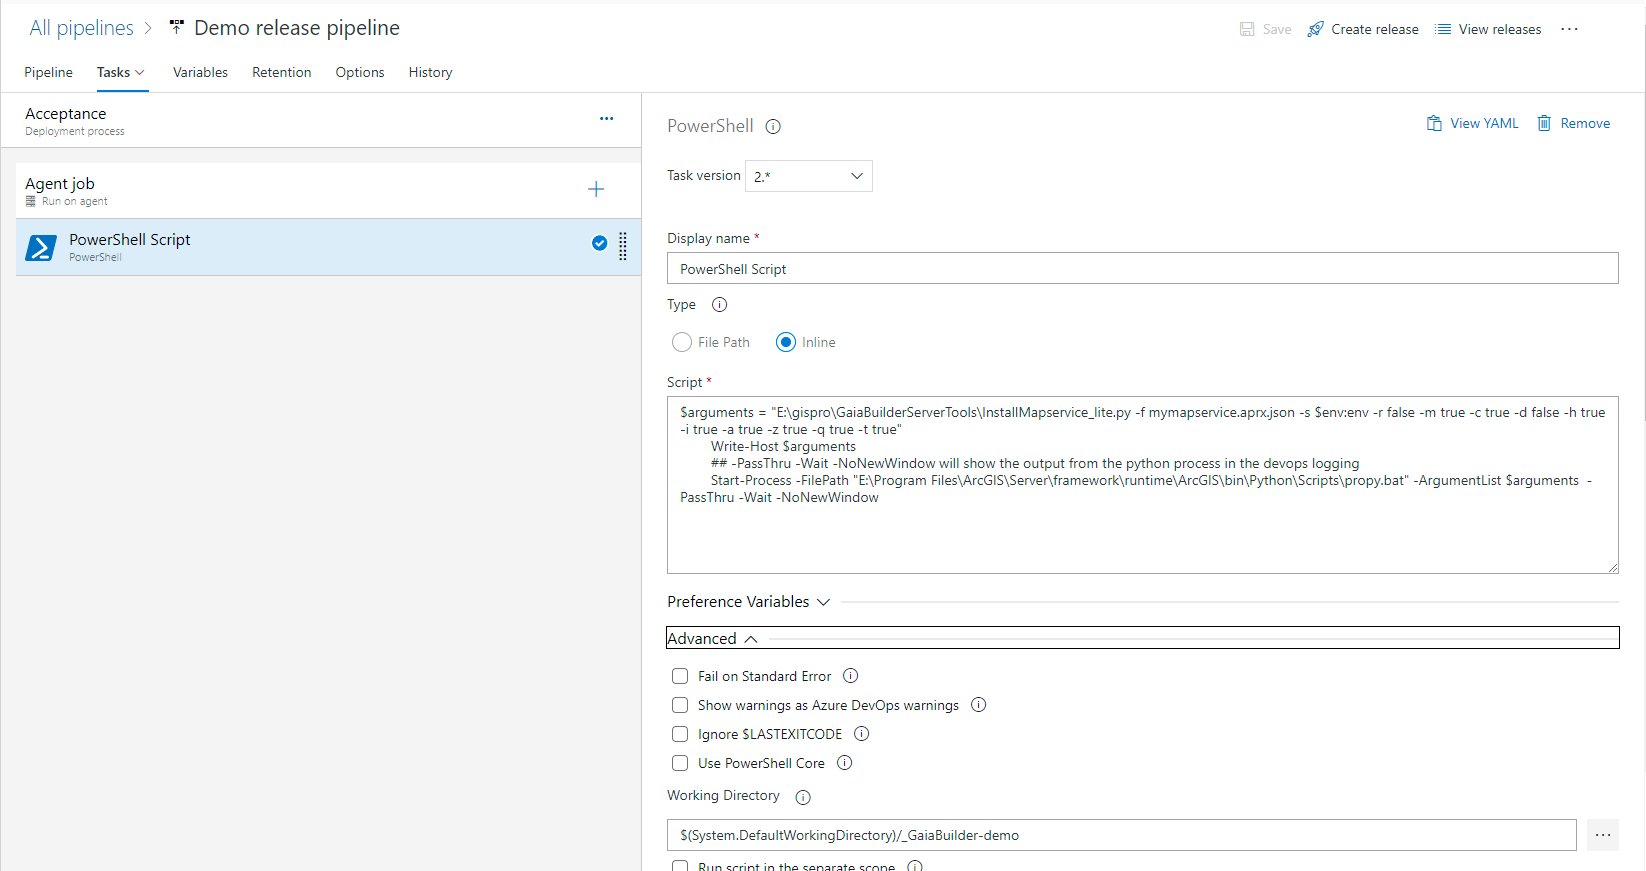 All pipelines > Demo release pipeline
Save Create release View releases ...
Pipeline Tasks Variables Retention Options History
Acceptance
Deployment process
...
Agent job
Run on agent
PowerShell Script
PowerShell
PowerShell
View YAML Remove
Task version 2.*
Display name *
PowerShell Script
Type
File Path Inline
Script *
$arguments = "E:\gispro\GaiaBuilderServerTools\InstallMapservice_lite.py -f mymapservice.aprx.json -s $env:env -r false -m true -c true -d false -h true
-i true -a true -z true -q true -t true"
Write-Host $arguments
## -PassThru -Wait -NoNewWindow will show the output from the python process in the devops logging
Start-Process -FilePath "E:\Program Files\ArcGIS\Server\framework\runtime\ArcGIS\bin\Python\Scripts\propy.bat" -ArgumentList $arguments -
PassThru -Wait -NoNewWindow
Preference Variables
Advanced
Fail on Standard Error
Show warnings as Azure DevOps warnings
Ignore $LASTEXITCODE
Use PowerShell Core
Working Directory
$(System.DefaultWorkingDirectory)/_GaiaBuilder-demo
...
Run script in the separate scope